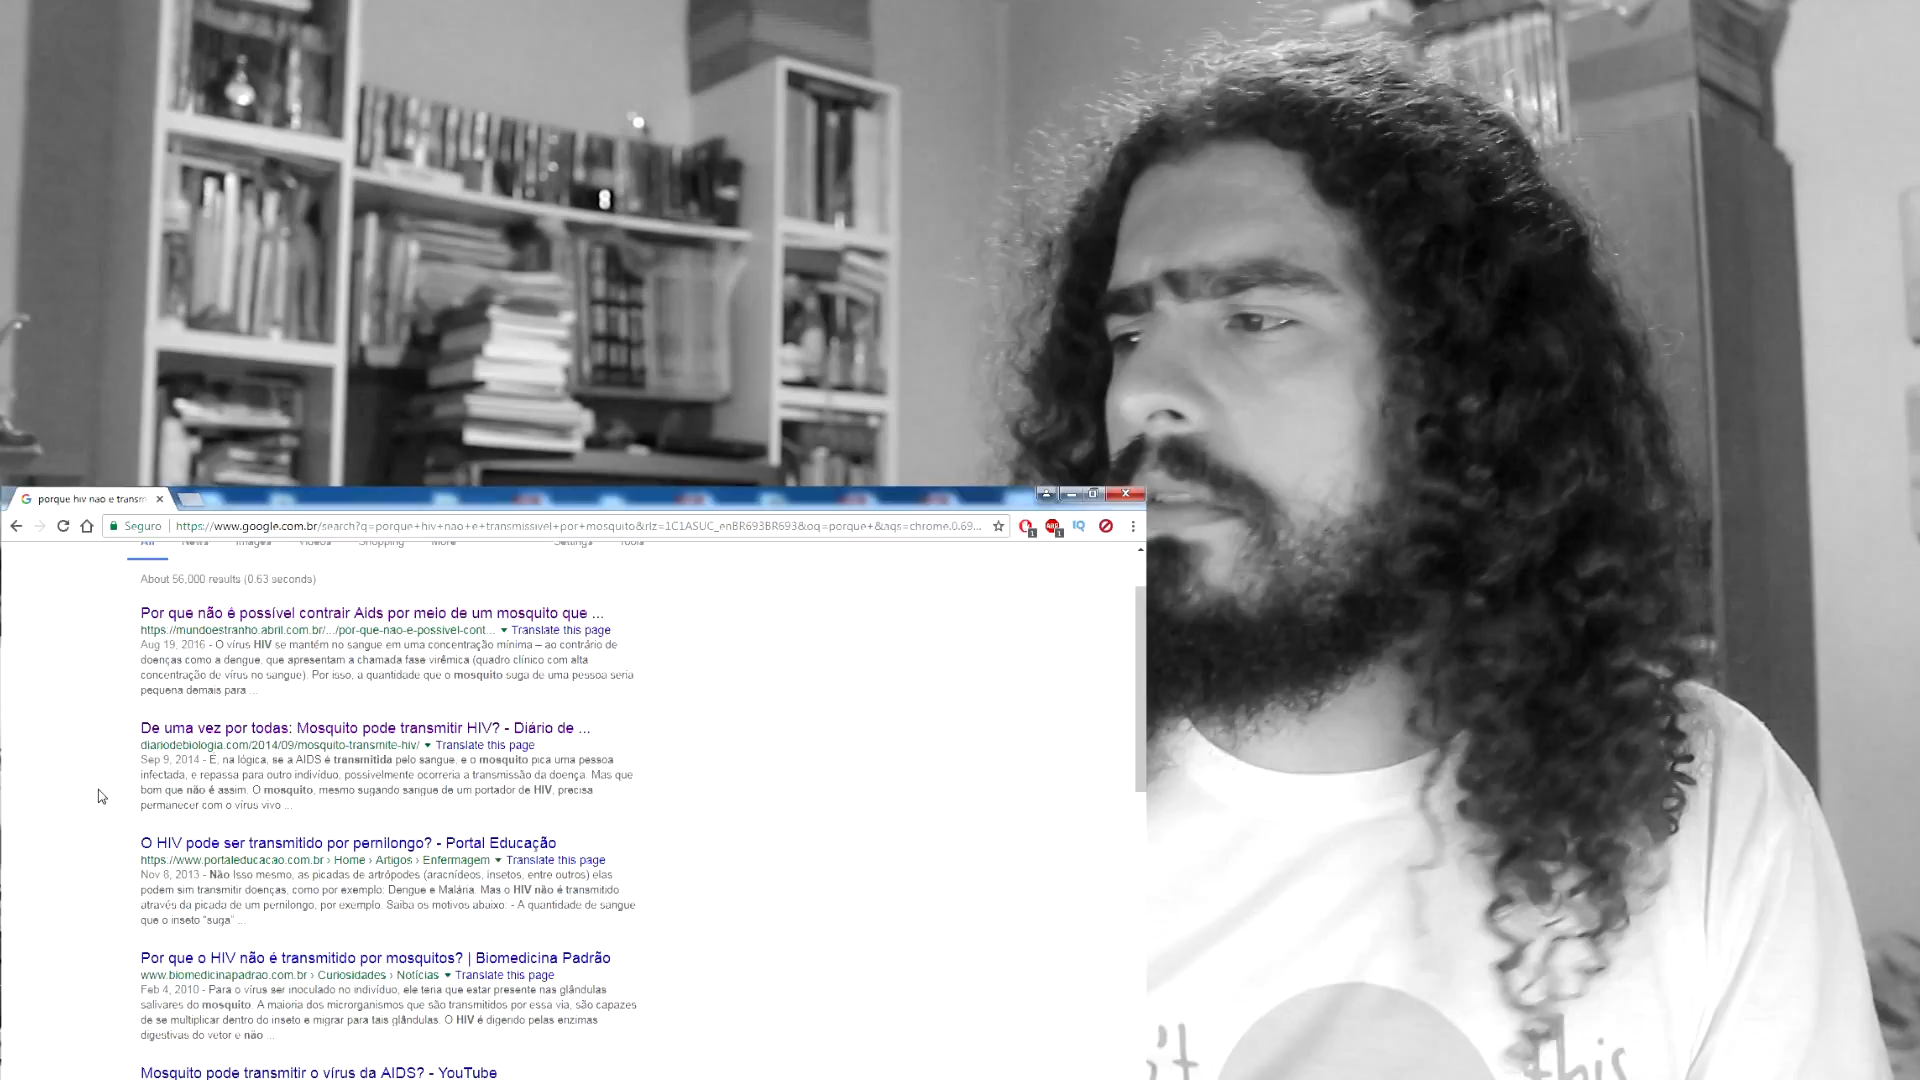 porque hiv nao e transm
Seguro
https://www.google.com.br/search?q=porque+hiv+nao+e+transmissivel+por+mosquito&rlz=1C1ASUC_enBR693BR693&oq=porque+&aqs=chrome.0.69...
All News Images Videos Shopping More Settings Tools
About 56,000 results (0.63 seconds)
Por que não é possível contrair Aids por meio de um mosquito que ...
https://mundoestranho.abril.com.br/.../por-que-nao-e-possivel-cont... Translate this page
Aug 19, 2016 - O vírus HIV se mantém no sangue em uma concentração mínima – ao contrário de
doenças como a dengue, que apresentam a chamada fase virêmica (quadro clínico com alta
concentração de vírus no sangue). Por isso, a quantidade que o mosquito suga de uma pessoa seria
pequena demais para ...
De uma vez por todas: Mosquito pode transmitir HIV? - Diário de ...
diariodebiologia.com/2014/09/mosquito-transmite-hiv/ Translate this page
Sep 9, 2014 - E, na lógica, se a AIDS é transmitida pelo sangue, e o mosquito pica uma pessoa
infectada, e repassa para outro indivíduo, possivelmente ocorreria a transmissão da doença. Mas que
bom que não é assim. O mosquito, mesmo sugando sangue de um portador de HIV, precisa
permanecer com o vírus vivo ...
O HIV pode ser transmitido por pernilongo? - Portal Educação
https://www.portaleducacao.com.br › Home › Artigos › Enfermagem Translate this page
Nov 8, 2013 - Não Isso mesmo, as picadas de artrópodes (aracnídeos, insetos, entre outros) elas
podem sim transmitir doenças, como por exemplo: Dengue e Malária. Mas o HIV não é transmitido
através da picada de um pernilongo, por exemplo. Saiba os motivos abaixo: - A quantidade de sangue
que o inseto "suga" ...
Por que o HIV não é transmitido por mosquitos? | Biomedicina Padrão
www.biomedicinapadrao.com.br › Curiosidades › Notícias Translate this page
Feb 4, 2010 - Para o vírus ser inoculado no indivíduo, ele teria que estar presente nas glândulas
salivares do mosquito. A maioria dos microrganismos que são transmitidos por essa via, são capazes
de se multiplicar dentro do inseto e migrar para tais glândulas. O HIV é digerido pelas enzimas
digestivas do vetor e não ...
Mosquito pode transmitir o vírus da AIDS? - YouTube
't this